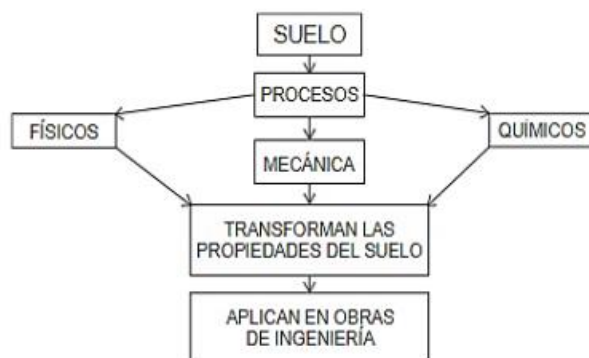 SUELO
PROCESOS
FÍSICOS
QUÍMICOS
MECÁNICA
TRANSFORMAN LAS
PROPIEDADES DEL SUELO
APLICAN EN OBRAS
DE INGENIERÍA